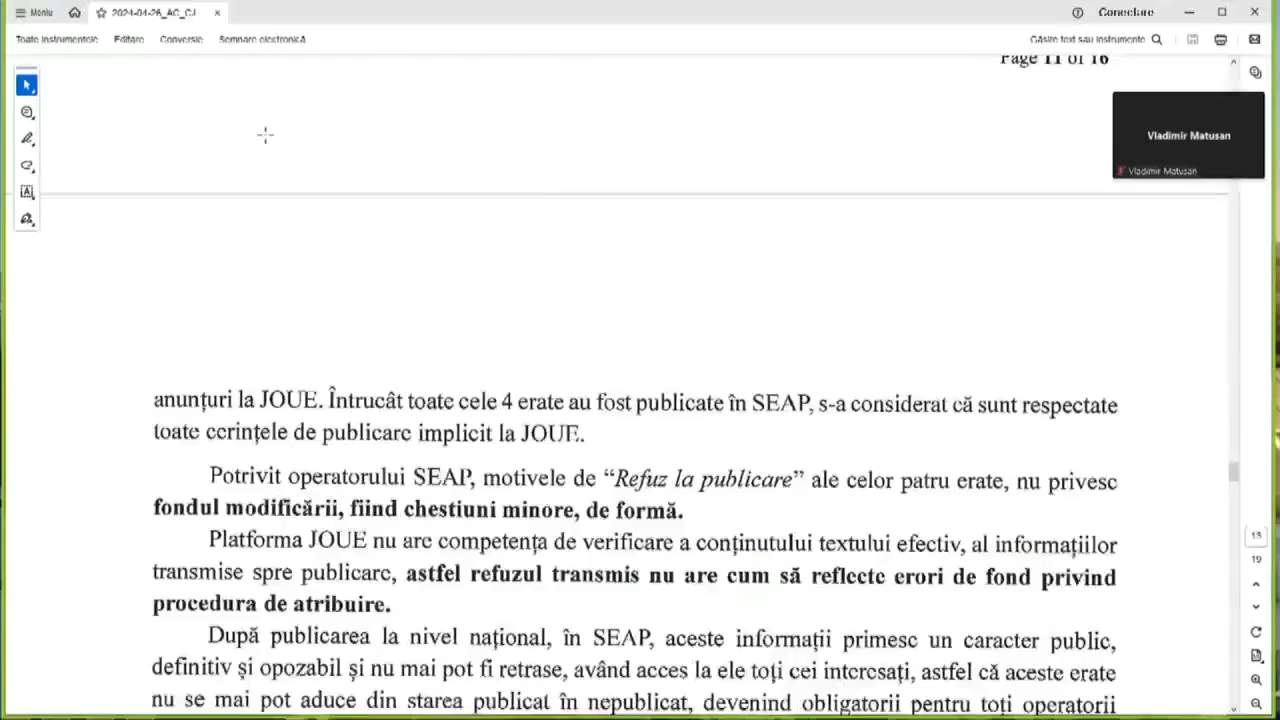 Meniu
2024-04-26_AC_CJ
Conectare
Toate instrumentele Editare Conversie Semnare electronică
Găsire text sau instrumente
Page 11 of 16
Vladimir Matusan
Vladimir Matusan
anunțuri la JOUE. Întrucât toate cele 4 erate au fost publicate în SEAP, s-a considerat că sunt respectate
toate cerințele de publicare implicit la JOUE.
Potrivit operatorului SEAP, motivele de “Refuz la publicare” ale celor patru erate, nu privesc
fondul modificării, fiind chestiuni minore, de formă.
Platforma JOUE nu are competența de verificare a conținutului textului efectiv, al informațiilor
transmise spre publicare, astfel refuzul transmis nu are cum să reflecte erori de fond privind
procedura de atribuire.
După publicarea la nivel național, în SEAP, aceste informații primesc un caracter public,
definitiv și opozabil și nu mai pot fi retrase, având acces la ele toți cei interesați, astfel că aceste erate
nu se mai pot aduce din starea publicat în nepublicat, devenind obligatorii pentru toți operatorii
13
19